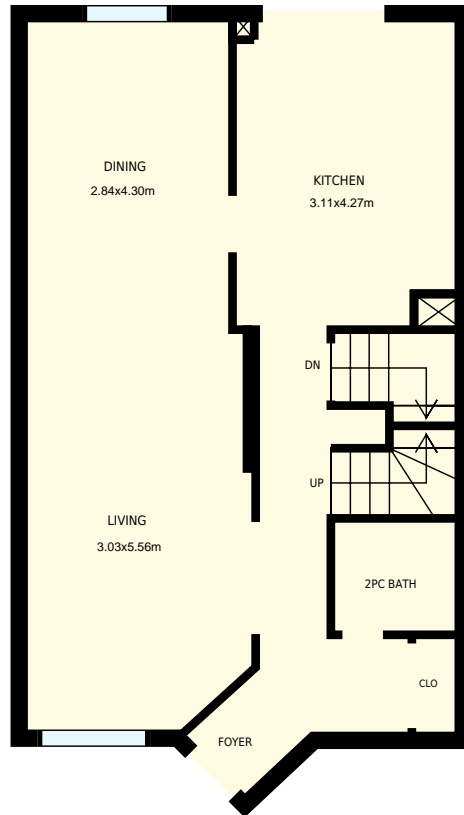 DINING
2.84x4.30m
KITCHEN
3.11x4.27m
DN
UP
LIVING
3.03x5.56m
2PC BATH
CLO
FOYER